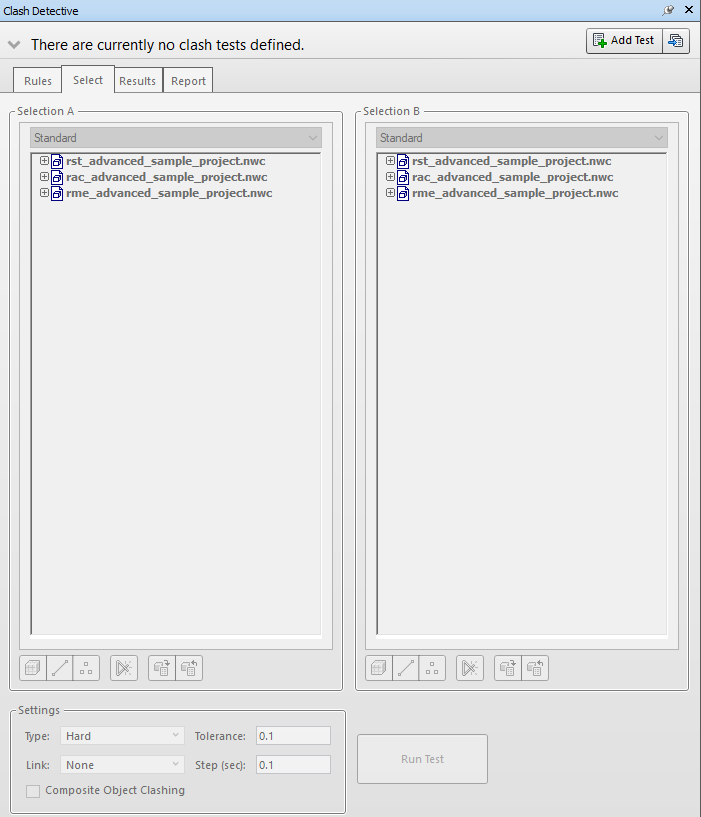 Clash Detective
There are currently no clash tests defined.
Add Test
Rules
Select
Results
Report
Selection A
Standard
rst_advanced_sample_project.nwc
rac_advanced_sample_project.nwc
rme_advanced_sample_project.nwc
Selection B
Standard
rst_advanced_sample_project.nwc
rac_advanced_sample_project.nwc
rme_advanced_sample_project.nwc
Settings
Type: Hard Tolerance: 0.1
Link: None Step (sec): 0.1
Composite Object Clashing
Run Test